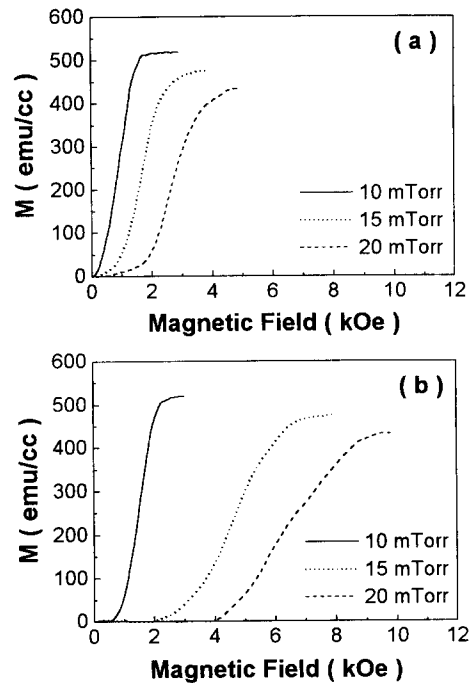 ( a )
600
500
400
300
200
100
0
M ( emu/cc )
10 mTorr
15 mTorr
20 mTorr
0 2 4 6 8 10 12
Magnetic Field ( kOe )
( b )
600
500
400
300
200
100
0
M ( emu/cc )
10 mTorr
15 mTorr
20 mTorr
0 2 4 6 8 10 12
Magnetic Field ( kOe )